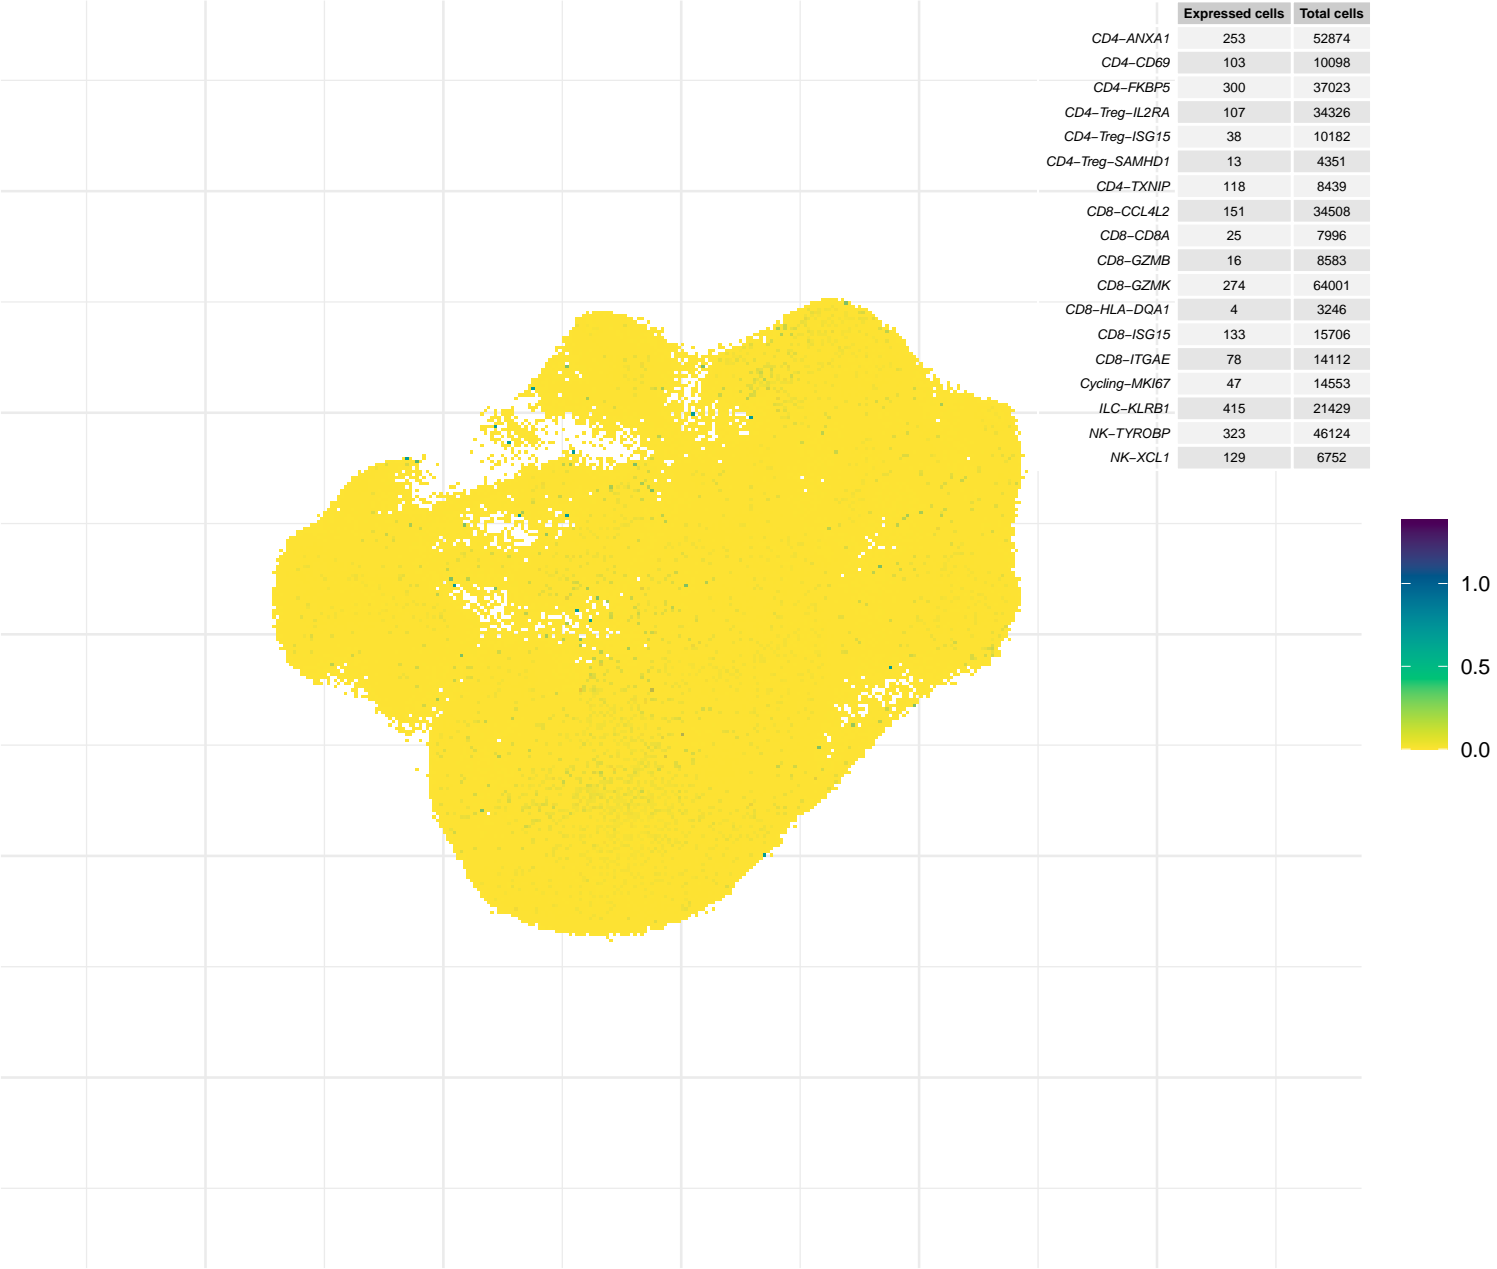 Expressed cells Total cells
CD4−ANXA1 253 52874
CD4−CD69 103 10098
CD4−FKBP5 300 37023
CD4−Treg−IL2RA 107 34326
CD4−Treg−ISG15 38 10182
CD4−Treg−SAMHD1 13 4351
CD4−TXNIP 118 8439
CD8−CCL4L2 151 34508
CD8−CD8A 25 7996
CD8−GZMB 16 8583
CD8−GZMK 274 64001
CD8−HLA−DQA1 4 3246
CD8−ISG15 133 15706
CD8−ITGAE 78 14112
Cycling−MKI67 47 14553
ILC−KLRB1 415 21429
NK−TYROBP 323 46124
NK−XCL1 129 6752
1.0
0.5
0.0